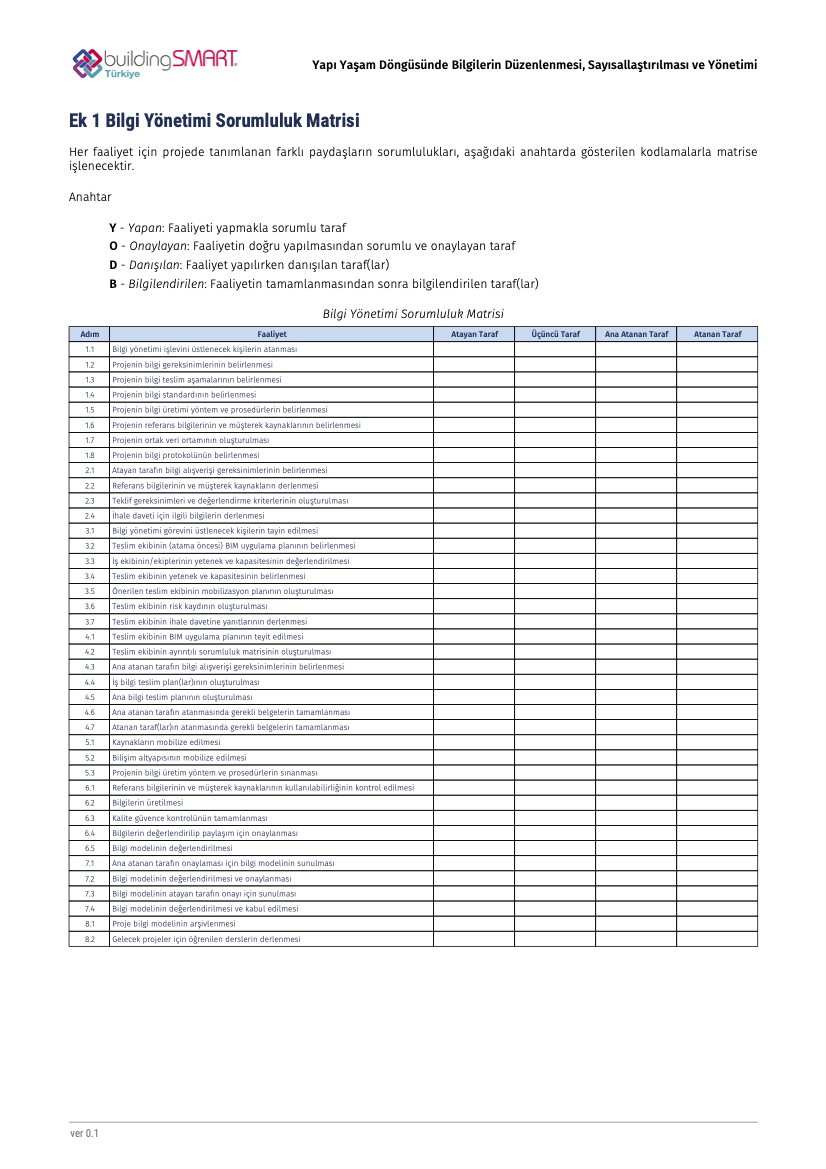 buildingSMART
Türkiye
Yapı Yaşam Döngüsünde Bilgilerin Düzenlenmesi, Sayısallaştırılması ve Yönetimi
Ek 1 Bilgi Yönetimi Sorumluluk Matrisi
Her faaliyet için projede tanımlanan farklı paydaşların sorumlulukları, aşağıdaki anahtarda gösterilen kodlamalarla matrise
işlenecektir.
Anahtar
Y - Yapan: Faaliyeti yapmakla sorumlu taraf
O - Onaylayan: Faaliyetin doğru yapılmasından sorumlu ve onaylayan taraf
D - Danışılan: Faaliyet yapılırken danışılan taraf(lar)
B - Bilgilendirilen: Faaliyetin tamamlanmasından sonra bilgilendirilen taraf(lar)
Bilgi Yönetimi Sorumluluk Matrisi
Adım Faaliyet Atayan Taraf Üçüncü Taraf Ana Atanan Taraf Atanan Taraf
1.1 Bilgi yönetimi işlevini üstlenecek kişilerin atanması
1.2 Projenin bilgi gereksinimlerinin belirlenmesi
1.3 Projenin bilgi teslim aşamalarının belirlenmesi
1.4 Projenin bilgi standardının belirlenmesi
1.5 Projenin bilgi üretimi yöntem ve prosedürlerin belirlenmesi
1.6 Projenin referans bilgilerinin ve müşterek kaynaklarının belirlenmesi
1.7 Projenin ortak veri ortamının oluşturulması
1.8 Projenin bilgi protokolünün belirlenmesi
2.1 Atayan tarafın bilgi alışverişi gereksinimlerinin belirlenmesi
2.2 Referans bilgilerinin ve müşterek kaynakların derlenmesi
2.3 Teklif gereksinimleri ve değerlendirme kriterlerinin oluşturulması
2.4 İhale daveti için ilgili bilgilerin derlenmesi
3.1 Bilgi yönetimi görevini üstlenecek kişilerin tayin edilmesi
3.2 Teslim ekibinin (atama öncesi) BIM uygulama planının belirlenmesi
3.3 İş ekibinin/ekiplerinin yetenek ve kapasitesinin değerlendirilmesi
3.4 Teslim ekibinin yetenek ve kapasitesinin belirlenmesi
3.5 Önerilen teslim ekibinin mobilizasyon planının oluşturulması
3.6 Teslim ekibinin risk kaydının oluşturulması
3.7 Teslim ekibinin ihale davetine yanıtlarının derlenmesi
4.1 Teslim ekibinin BIM uygulama planının teyit edilmesi
4.2 Teslim ekibinin ayrıntılı sorumluluk matrisinin oluşturulması
4.3 Ana atanan tarafın bilgi alışverişi gereksinimlerinin belirlenmesi
4.4 İş bilgi teslim plan(lar)ının oluşturulması
4.5 Ana bilgi teslim planının oluşturulması
4.6 Ana atanan tarafın atanmasında gerekli belgelerin tamamlanması
4.7 Atanan taraf(lar)ın atanmasında gerekli belgelerin tamamlanması
5.1 Kaynakların mobilize edilmesi
5.2 Bilişim altyapısının mobilize edilmesi
5.3 Projenin bilgi üretim yöntem ve prosedürlerin sınanması
6.1 Referans bilgilerinin ve müşterek kaynaklarının kullanılabilirliğinin kontrol edilmesi
6.2 Bilgilerin üretilmesi
6.3 Kalite güvence kontrolünün tamamlanması
6.4 Bilgilerin değerlendirilip paylaşım için onaylanması
6.5 Bilgi modelinin değerlendirilmesi
7.1 Ana atanan tarafın onaylaması için bilgi modelinin sunulması
7.2 Bilgi modelinin değerlendirilmesi ve onaylanması
7.3 Bilgi modelinin atayan tarafın onayı için sunulması
7.4 Bilgi modelinin değerlendirilmesi ve kabul edilmesi
8.1 Proje bilgi modelinin arşivlenmesi
8.2 Gelecek projeler için öğrenilen derslerin derlenmesi
ver 0.1